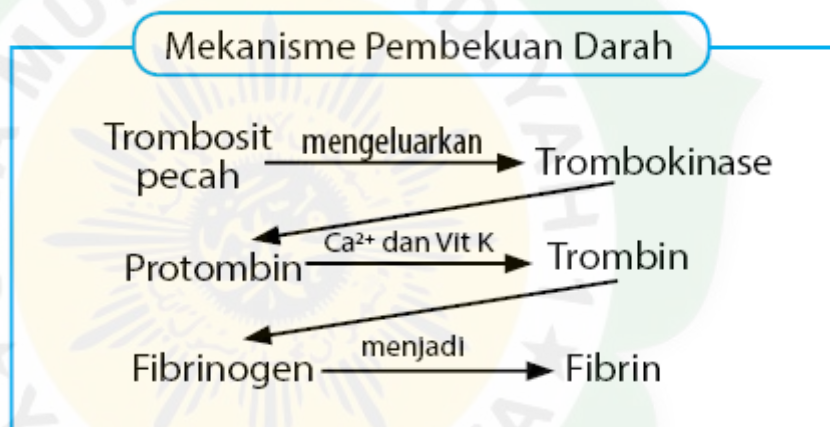 Mekanisme Pembekuan Darah
Trombosit pecah mengeluarkan Trombokinase
Protombin Ca²⁺ dan Vit K Trombin
Fibrinogen menjadi Fibrin